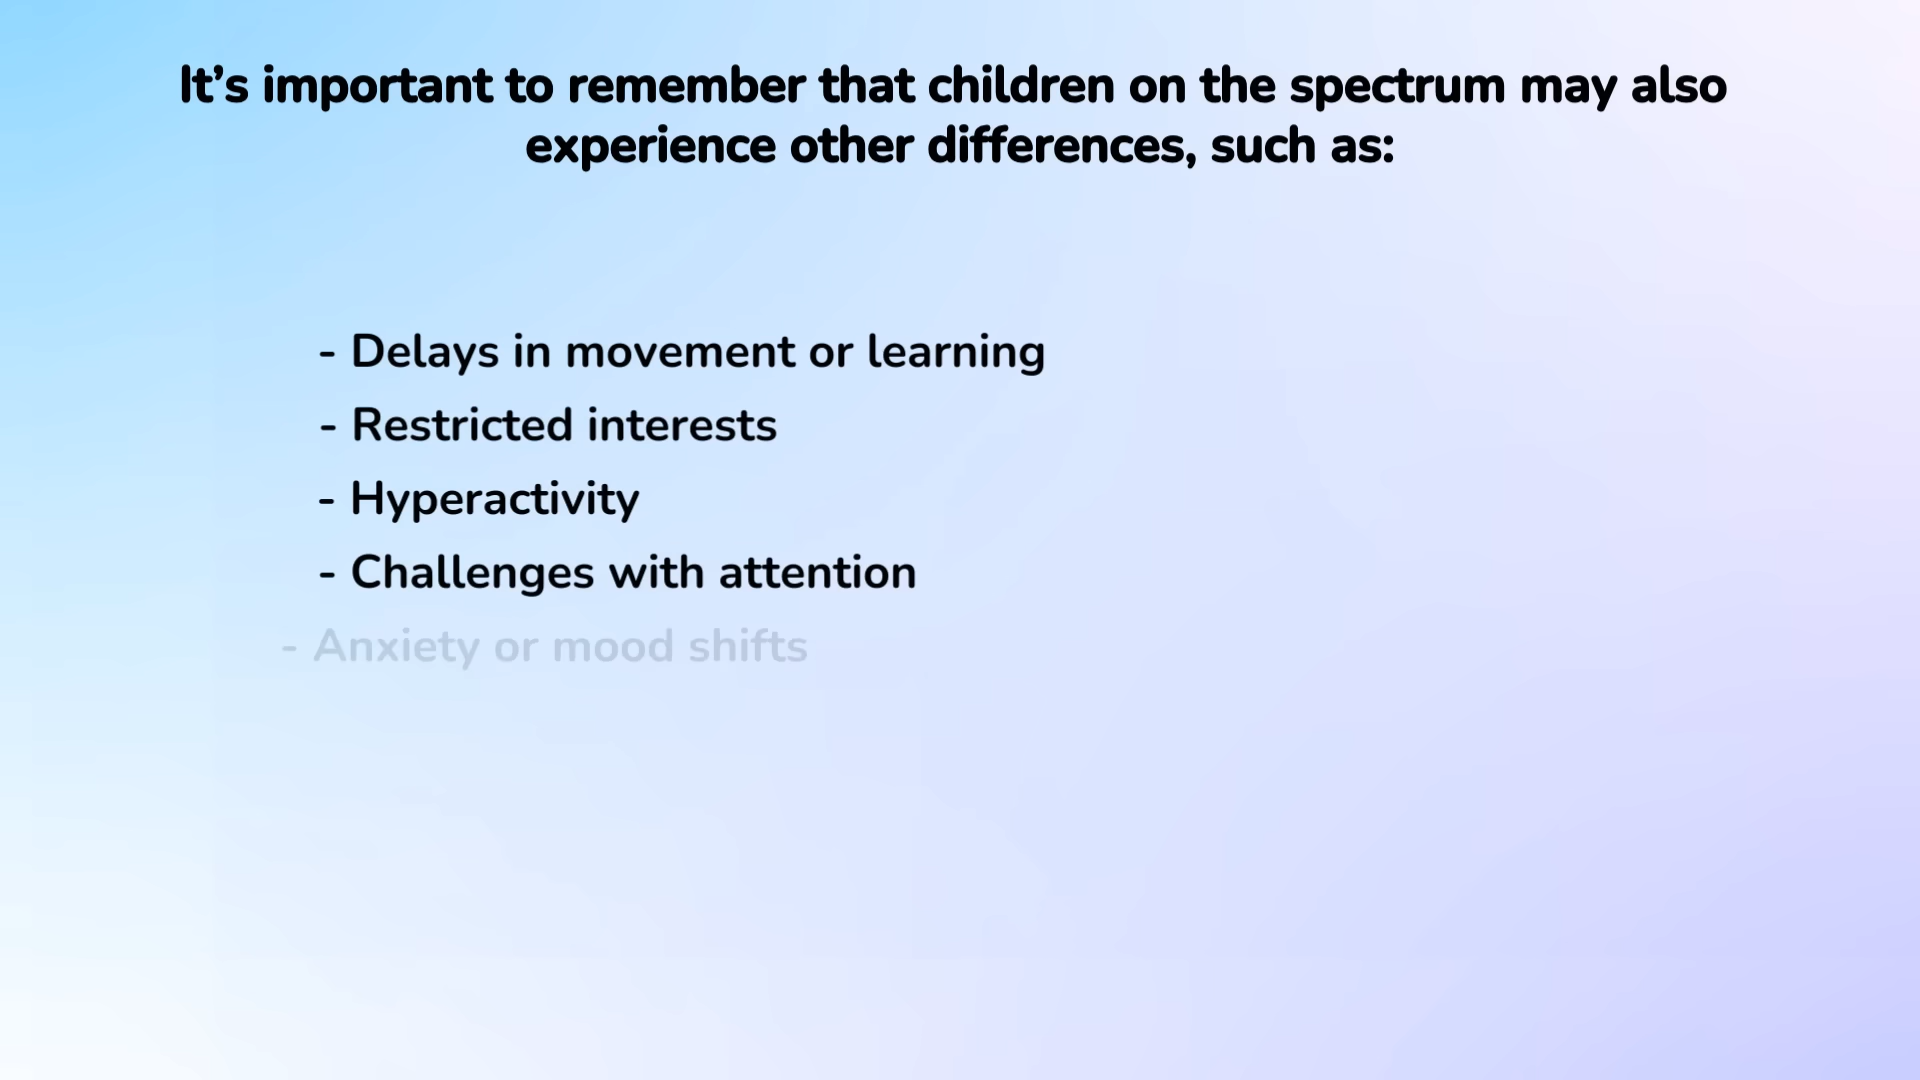 It’s important to remember that children on the spectrum may also
experience other differences, such as:
- Delays in movement or learning
- Restricted interests
- Hyperactivity
- Challenges with attention
- Anxiety or mood shifts